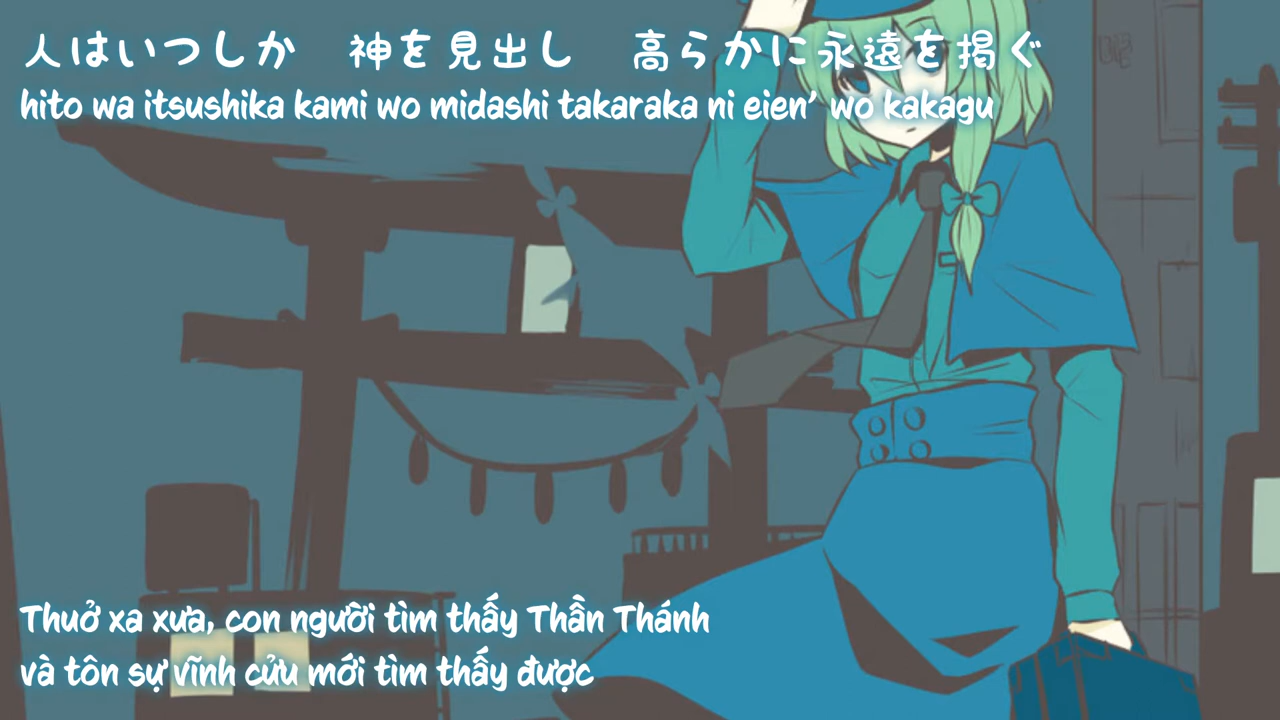 人はいつしか　神を見出し　高らかに永遠を掲ぐ
hito wa itsushika kami wo midashi takaraka ni eien' wo kakagu
Thuở xa xưa, con người tìm thấy Thần Thánh
và tôn sự vĩnh cửu mới tìm thấy được